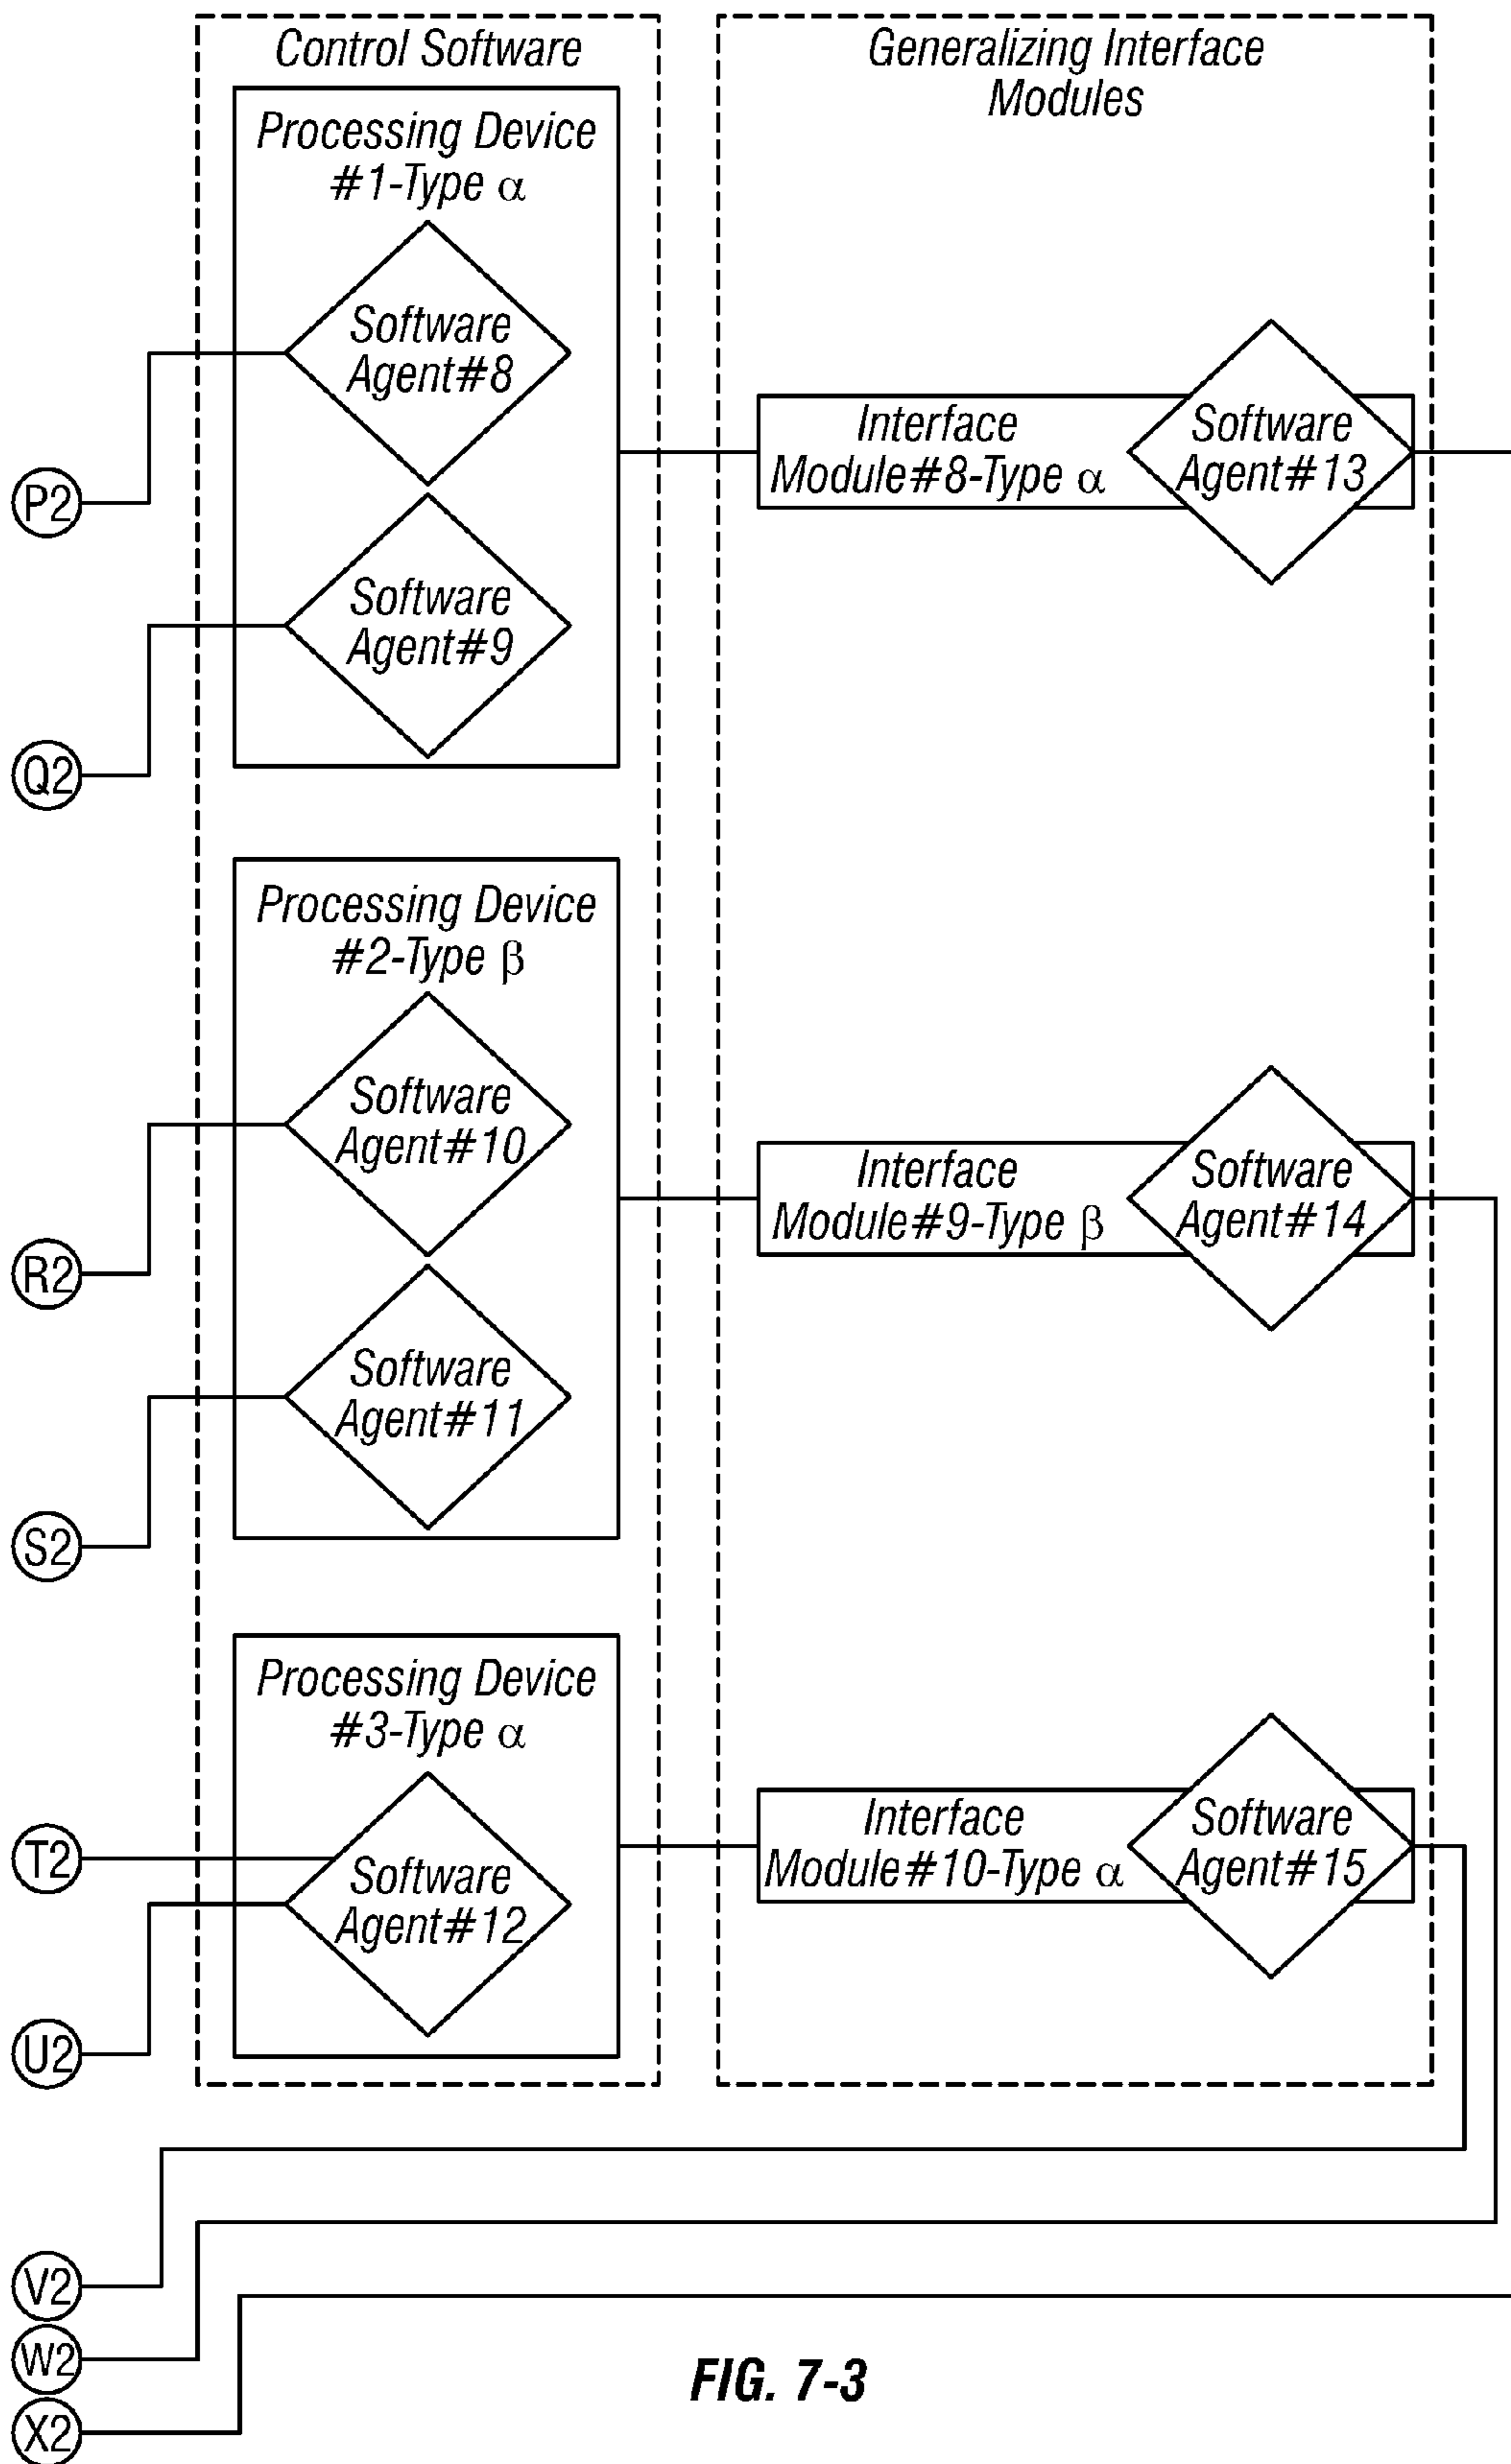 Control Software
Generalizing Interface
Modules
Processing Device
#1-Type α
Software
Agent#8
Software
Agent#9
P2
Q2
Interface
Module#8-Type α
Software
Agent#13
Processing Device
#2-Type β
Software
Agent#10
Software
Agent#11
R2
S2
Interface
Module#9-Type β
Software
Agent#14
Processing Device
#3-Type α
Software
Agent#12
T2
U2
Interface
Module#10-Type α
Software
Agent#15
V2
W2
X2
FIG. 7-3